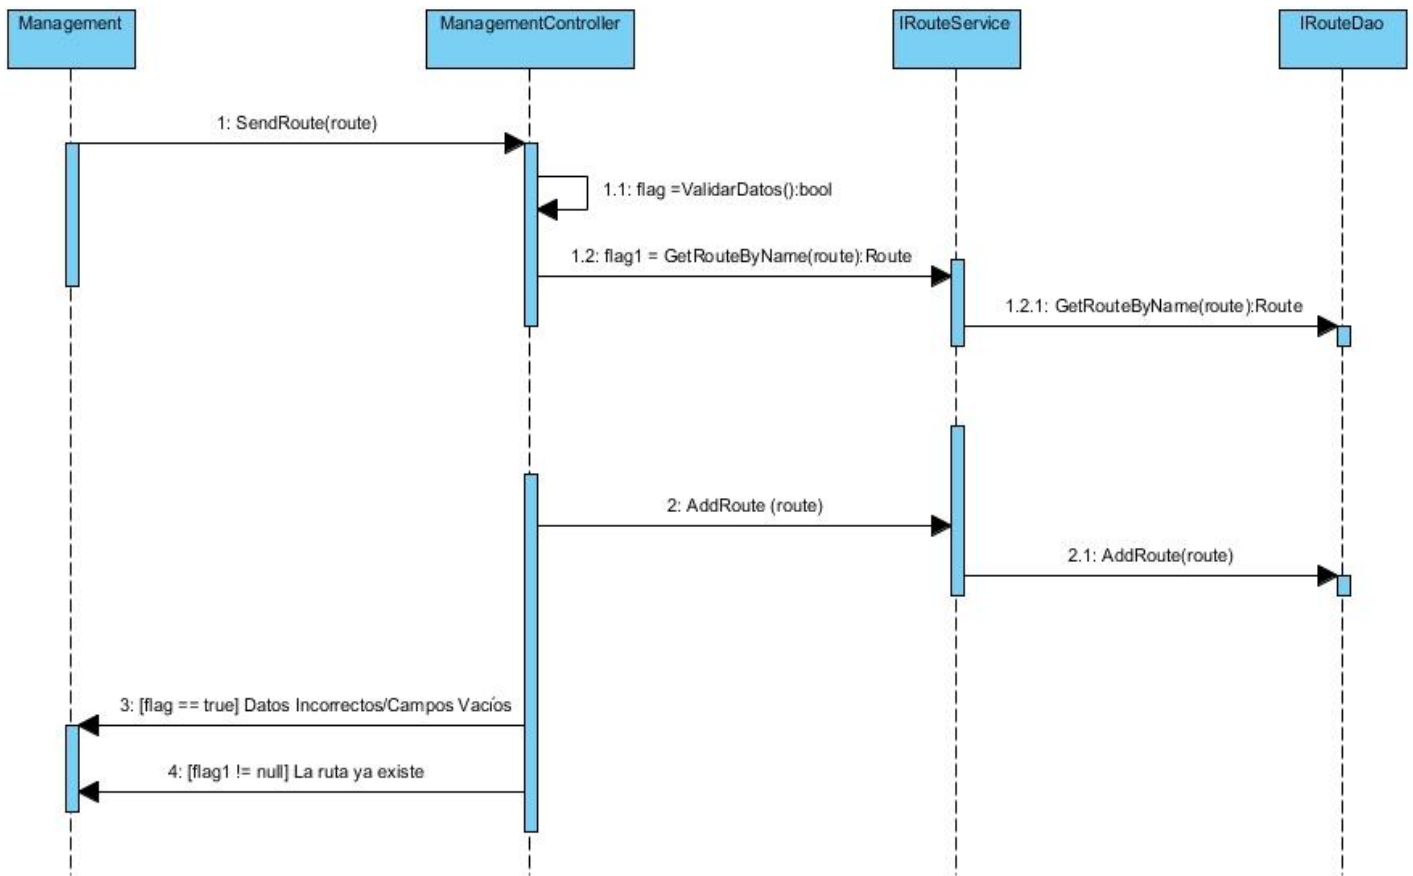 Management
ManagementController
IRouteService
IRouteDao
1: SendRoute(route)
1.1: flag =ValidarDatos():bool
1.2: flag1 = GetRouteByName(route):Route
1.2.1: GetRouteByName(route):Route
2: AddRoute (route)
2.1: AddRoute(route)
3: [flag == true] Datos Incorrectos/Campos Vacíos
4: [flag1 != null] La ruta ya existe